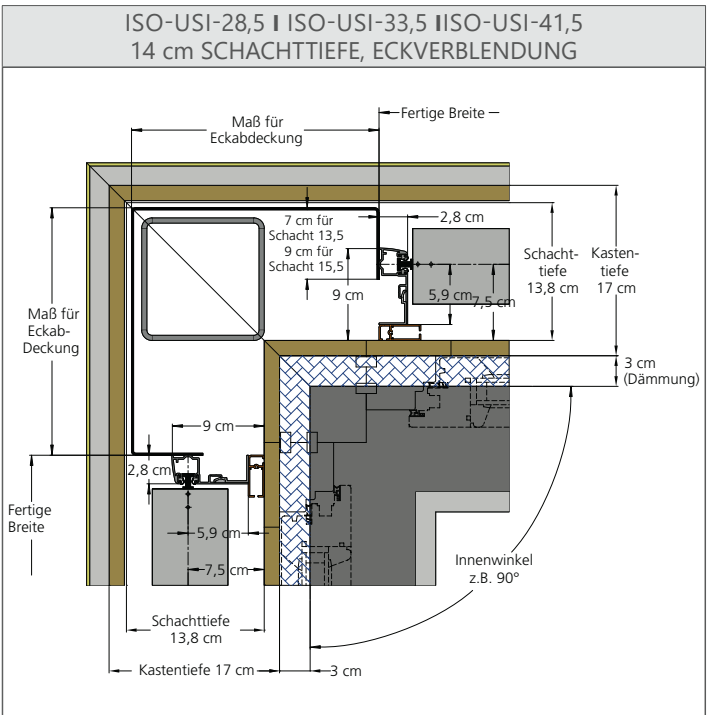 ISO-USI-28,5 I ISO-USI-33,5 IISO-USI-41,5
14 cm SCHACHTTIEFE, ECKVERBLENDUNG
Maß für
Eckabdeckung
Fertige Breite
7 cm für
Schacht 13,5
9 cm für
Schacht 15,5
2,8 cm
9 cm
5,9 cm
7,5 cm
Schacht-
tiefe
13,8 cm
Kasten-
tiefe
17 cm
Maß für
Eckab-
Deckung
3 cm
(Dämmung)
9 cm
2,8 cm
Fertige
Breite
5,9 cm
7,5 cm
Innenwinkel
z.B. 90°
Schachttiefe
13,8 cm
Kastentiefe 17 cm
3 cm